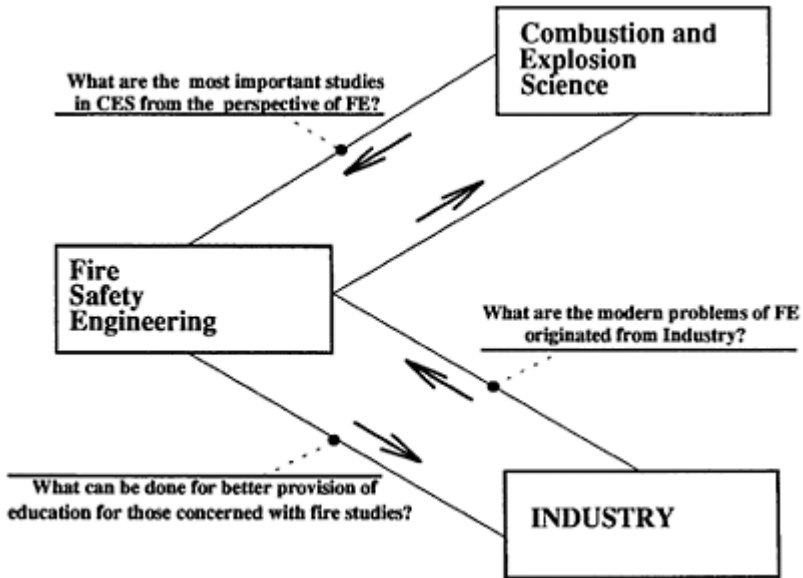 Combustion and
Explosion
Science
What are the most important studies
in CES from the perspective of FE?
Fire
Safety
Engineering
What are the modern problems of FE
originated from Industry?
What can be done for better provision of
education for those concerned with fire studies?
INDUSTRY